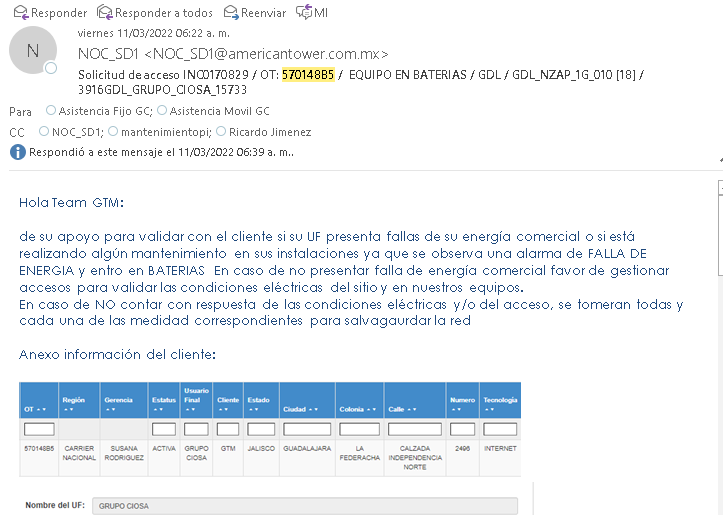 Responder Responder a todos Reenviar MI
viernes 11/03/2022 06:22 a. m.
N
NOC_SD1 <NOC_SD1@americantower.com.mx>
Solicitud de acceso INC0170829 / OT: 570148B5 / EQUIPO EN BATERIAS / GDL / GDL_NZAP_1G_010 [18] /
3916GDL_GRUPO_CIOSA_15733
Para Asistencia Fijo GC; Asistencia Movil GC
CC NOC_SD1; mantenimientopi; Ricardo Jimenez
Respondió a este mensaje el 11/03/2022 06:39 a. m..
Hola Team GTM:
de su apoyo para validar con el cliente si su UF presenta fallas de su energía comercial o si está
realizando algún mantenimiento en sus instalaciones ya que se observa una alarma de FALLA DE
ENERGIA y entro en BATERIAS En caso de no presentar falla de energía comercial favor de gestionar
accesos para validar las condiciones eléctricas del sitio y en nuestros equipos.
En caso de NO contar con respuesta de las condiciones eléctricas y/o del acceso, se tomeran todas y
cada una de las medidad correspondientes para salvagaurdar la red
Anexo información del cliente:
OT Región Gerencia Estatus Usuario Final Cliente Estado Ciudad Colonia Calle Numero Tecnologia
570148B5 CARRIER NACIONAL SUSANA RODRIGUEZ ACTIVA GRUPO CIOSA GTM JALISCO GUADALAJARA LA FEDERACHA CALZADA INDEPENDENCIA NORTE 2496 INTERNET
Nombre del UF: GRUPO CIOSA